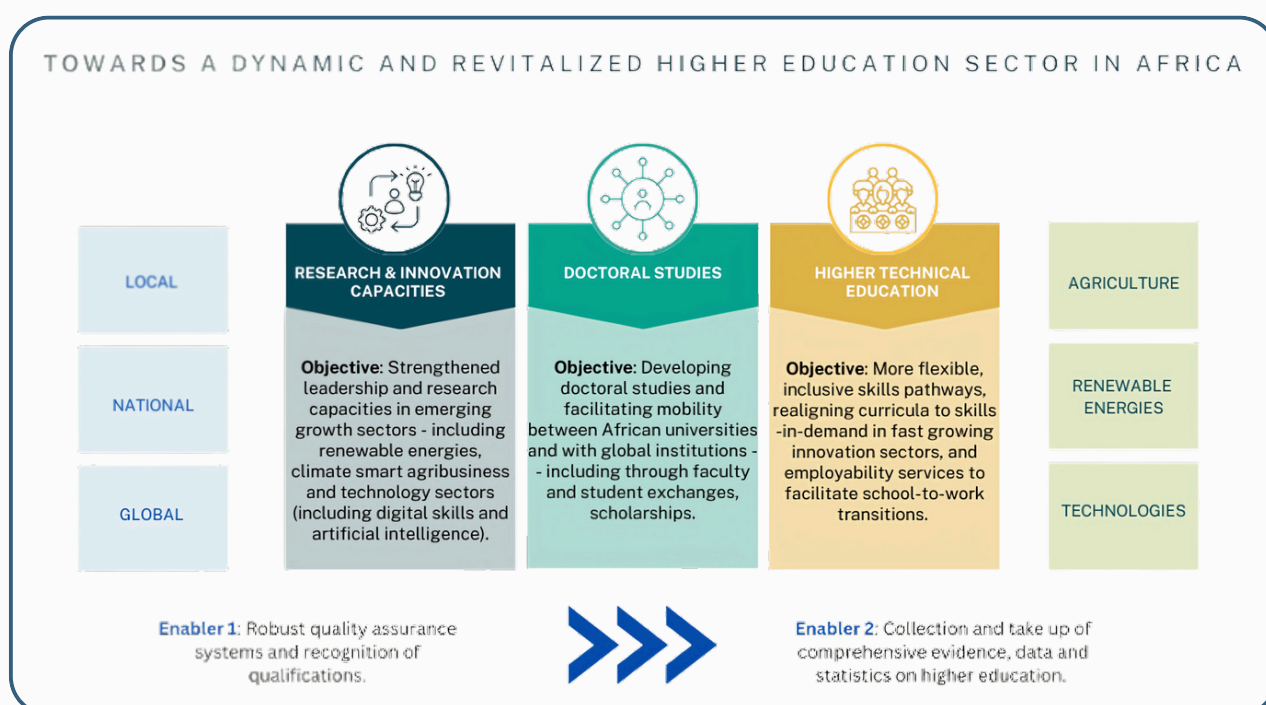 TOWARDS A DYNAMIC AND REVITALIZED HIGHER EDUCATION SECTOR IN AFRICA
LOCAL
NATIONAL
GLOBAL
RESEARCH & INNOVATION
CAPACITIES
Objective: Strengthened
leadership and research
capacities in emerging
growth sectors - including
renewable energies,
climate smart agribusiness
and technology sectors
(including digital skills and
artificial intelligence).
DOCTORAL STUDIES
Objective: Developing
doctoral studies and
facilitating mobility
between African universities
and with global institutions -
- including through faculty
and student exchanges,
scholarships.
HIGHER TECHNICAL
EDUCATION
Objective: More flexible,
inclusive skills pathways,
realigning curricula to skills
-in-demand in fast growing
innovation sectors, and
employability services to
facilitate school-to-work
transitions.
AGRICULTURE
RENEWABLE
ENERGIES
TECHNOLOGIES
Enabler 1: Robust quality assurance
systems and recognition of
qualifications.
Enabler 2: Collection and take up of
comprehensive evidence, data and
statistics on higher education.